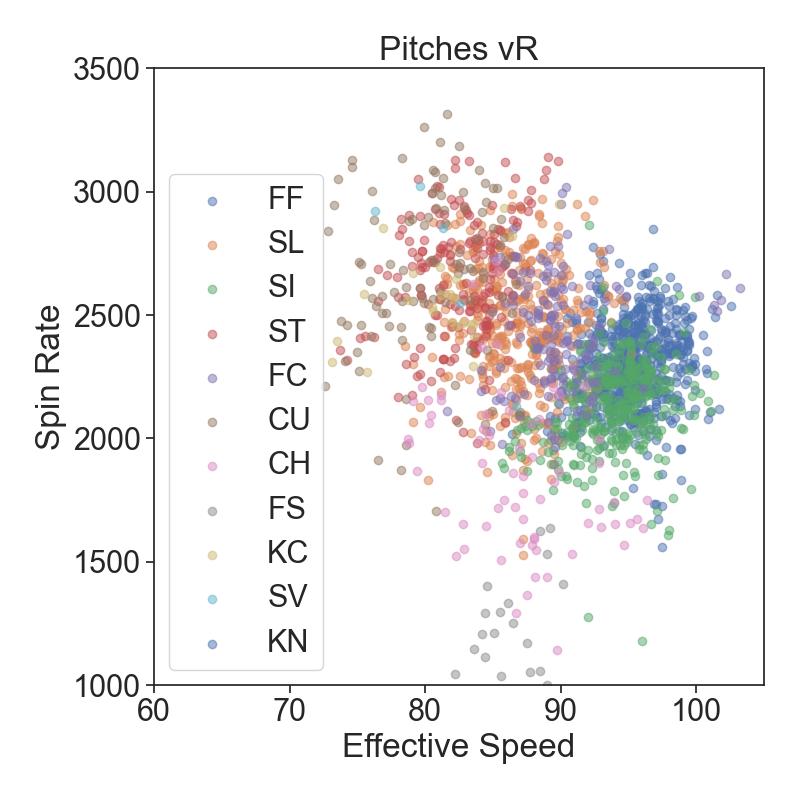 Pitches vR
3500
3000
2500
2000
1500
1000
Spin Rate
FF
SL
SI
ST
FC
CU
CH
FS
KC
SV
KN
60
70
80
90
100
Effective Speed